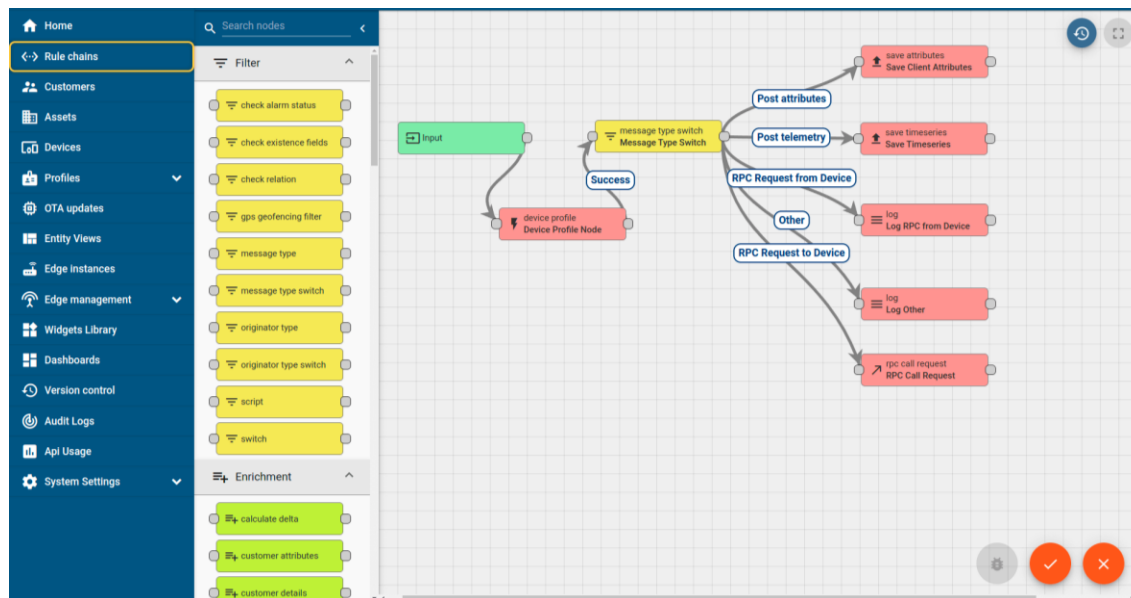 Home
Rule chains
Customers
Assets
Devices
Profiles
OTA updates
Entity Views
Edge instances
Edge management
Widgets Library
Dashboards
Version control
Audit Logs
Api Usage
System Settings
Search nodes
Filter
check alarm status
check existence fields
check relation
gps geofencing filter
message type
message type switch
originator type
originator type switch
script
switch
Enrichment
calculate delta
customer attributes
customer details
Input
device profile
Device Profile Node
Success
message type switch
Message Type Switch
Post attributes
Post telemetry
RPC Request from Device
Other
RPC Request to Device
save attributes
Save Client Attributes
save timeseries
Save Timeseries
log
Log RPC from Device
log
Log Other
rpc call request
RPC Call Request